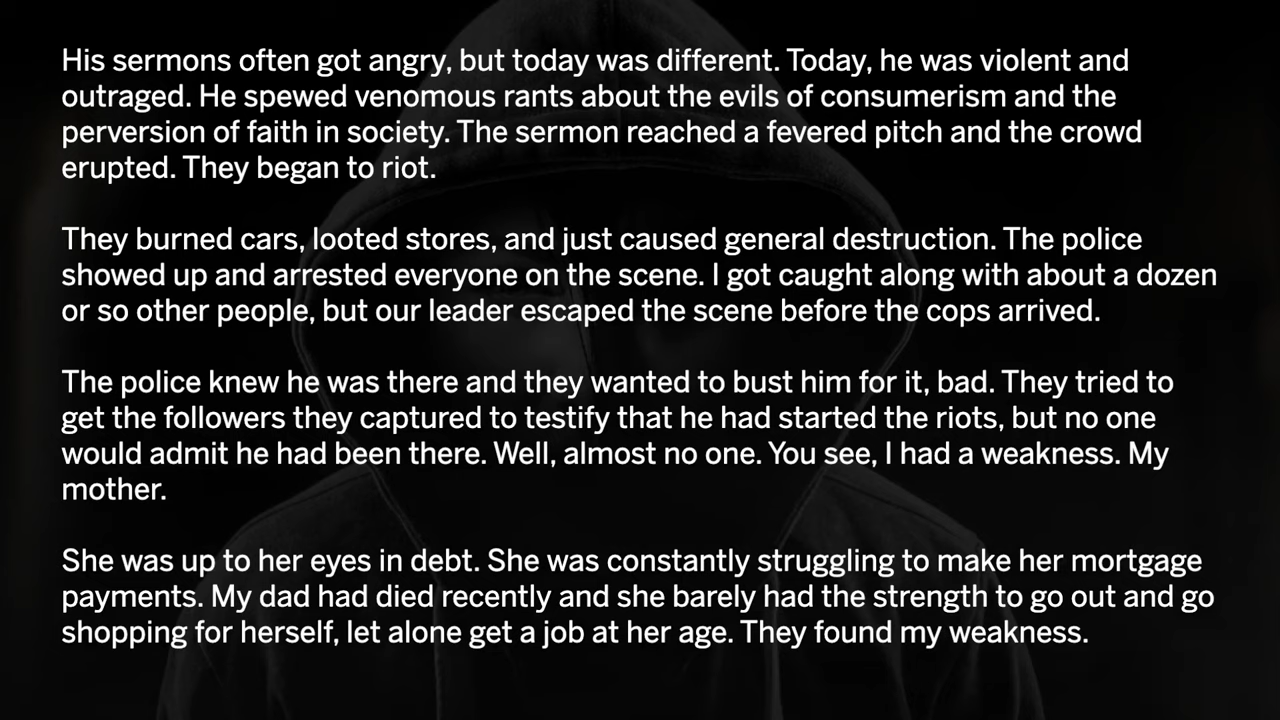 His sermons often got angry, but today was different. Today, he was violent and
outraged. He spewed venomous rants about the evils of consumerism and the
perversion of faith in society. The sermon reached a fevered pitch and the crowd
erupted. They began to riot.
They burned cars, looted stores, and just caused general destruction. The police
showed up and arrested everyone on the scene. I got caught along with about a dozen
or so other people, but our leader escaped the scene before the cops arrived.
The police knew he was there and they wanted to bust him for it, bad. They tried to
get the followers they captured to testify that he had started the riots, but no one
would admit he had been there. Well, almost no one. You see, I had a weakness. My
mother.
She was up to her eyes in debt. She was constantly struggling to make her mortgage
payments. My dad had died recently and she barely had the strength to go out and go
shopping for herself, let alone get a job at her age. They found my weakness.